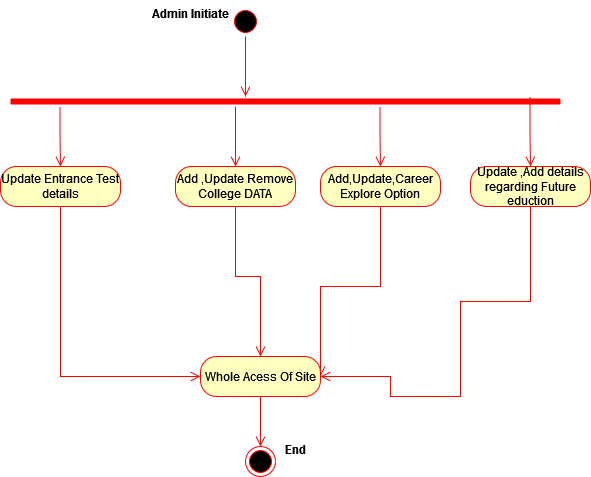 Admin Initiate
Update Entrance Test
details
Add ,Update Remove
College DATA
Add,Update,Career
Explore Option
Update ,Add details
regarding Future
eduction
Whole Acess Of Site
End